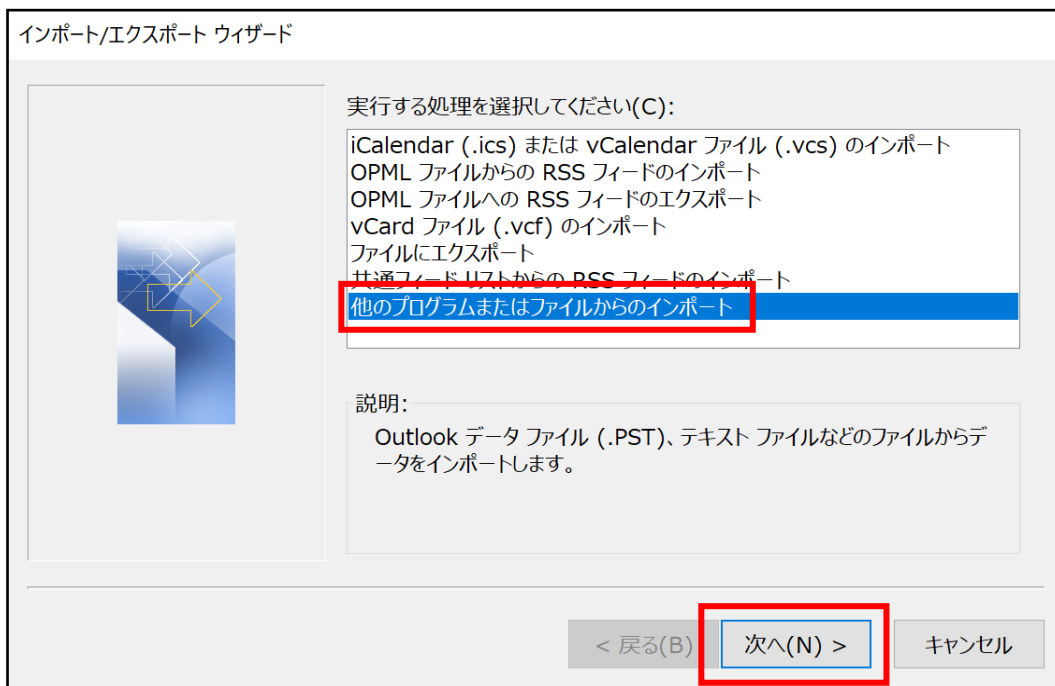 インポート/エクスポート ウィザード
実行する処理を選択してください(C):
iCalendar (.ics) または vCalendar ファイル (.vcs) のインポート
OPML ファイルからの RSS フィードのインポート
OPML ファイルへの RSS フィードのエクスポート
vCard ファイル (.vcf) のインポート
ファイルにエクスポート
共通フィード リストからの RSS フィードのインポート
他のプログラムまたはファイルからのインポート
説明:
Outlook データ ファイル (.PST)、テキスト ファイルなどのファイルからデ
ータをインポートします。
< 戻る(B)
次へ(N) >
キャンセル